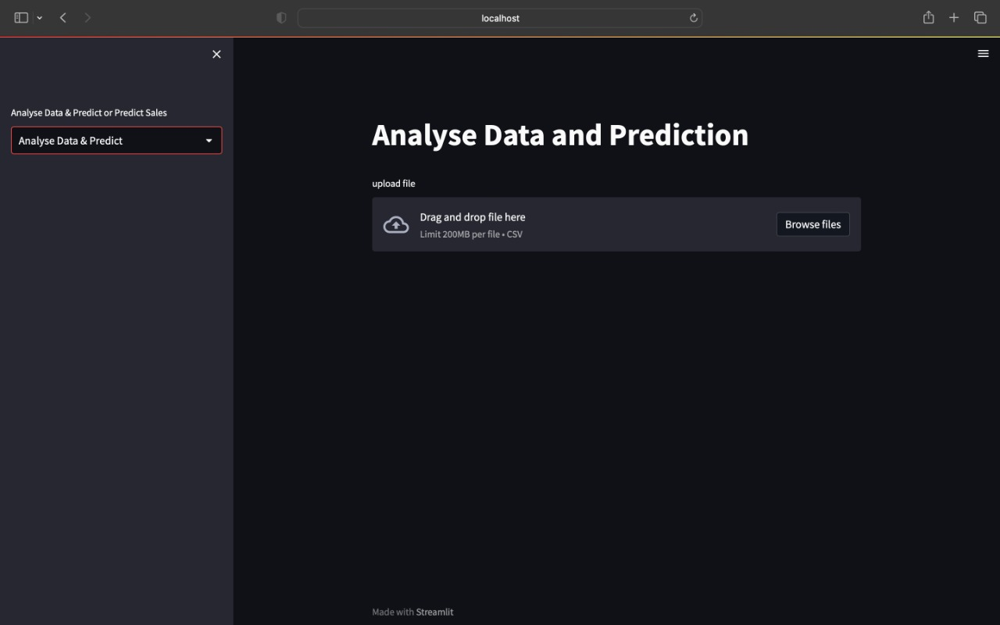 localhost
Analyse Data & Predict or Predict Sales
Analyse Data & Predict
Analyse Data and Prediction
upload file
Drag and drop file here
Limit 200MB per file • CSV
Browse files
Made with Streamlit